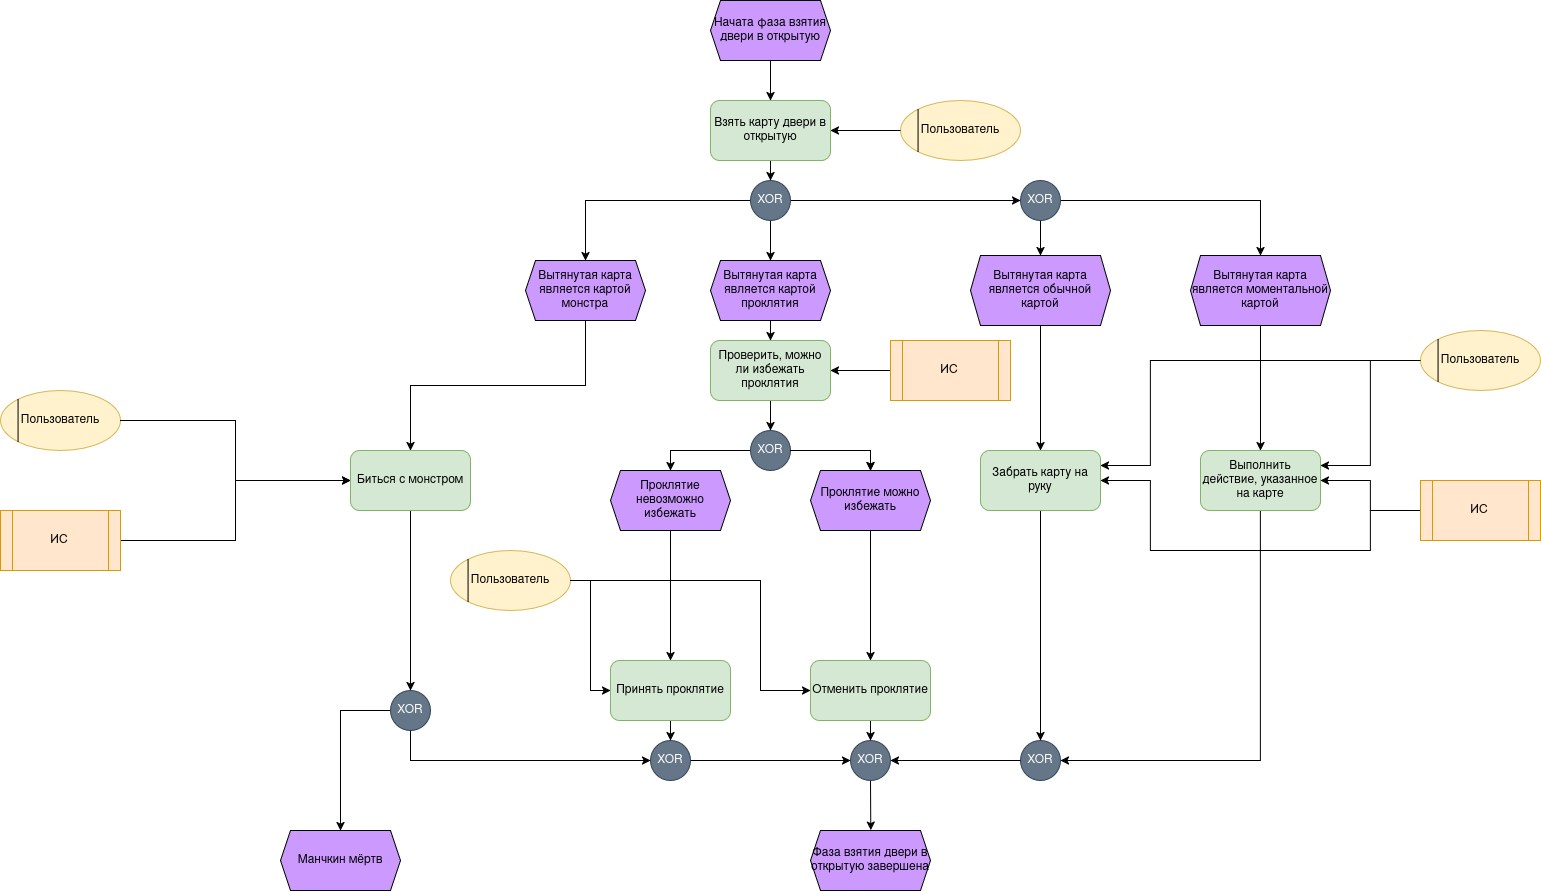 Начата фаза взятия
двери в открытую
Взять карту двери в
открытую
Пользователь
XOR
XOR
Вытянутая карта
является картой
монстра
Вытянутая карта
является картой
проклятия
Вытянутая карта
является обычной
картой
Вытянутая карта
является моментальной
картой
Проверить, можно
ли избежать
проклятия
ИС
Пользователь
Пользователь
XOR
Биться с монстром
Проклятие
невозможно
избежать
Проклятие можно
избежать
Забрать карту на
руку
Выполнить
действие, указанное
на карте
ИС
ИС
Пользователь
Принять проклятие
Отменить проклятие
XOR
XOR
XOR
XOR
Манчкин мёртв
Фаза взятия двери в
открытую завершена